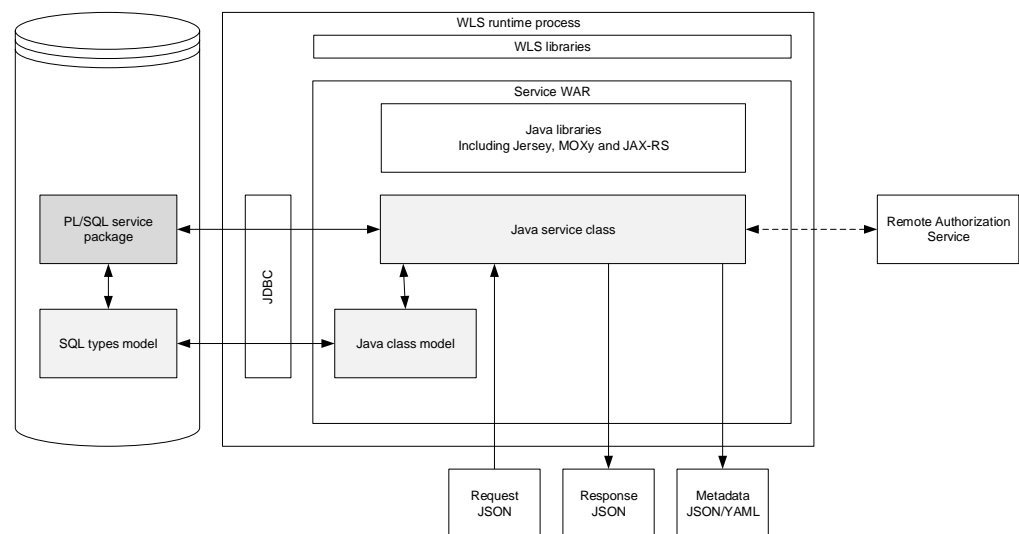 WLS runtime process
WLS libraries
Service WAR
Java libraries
Including Jersey, MOXy and JAX-RS
PL/SQL service
package
JDBC
Java service class
Remote Authorization
Service
SQL types model
Java class model
Request
JSON
Response
JSON
Metadata
JSON/YAML